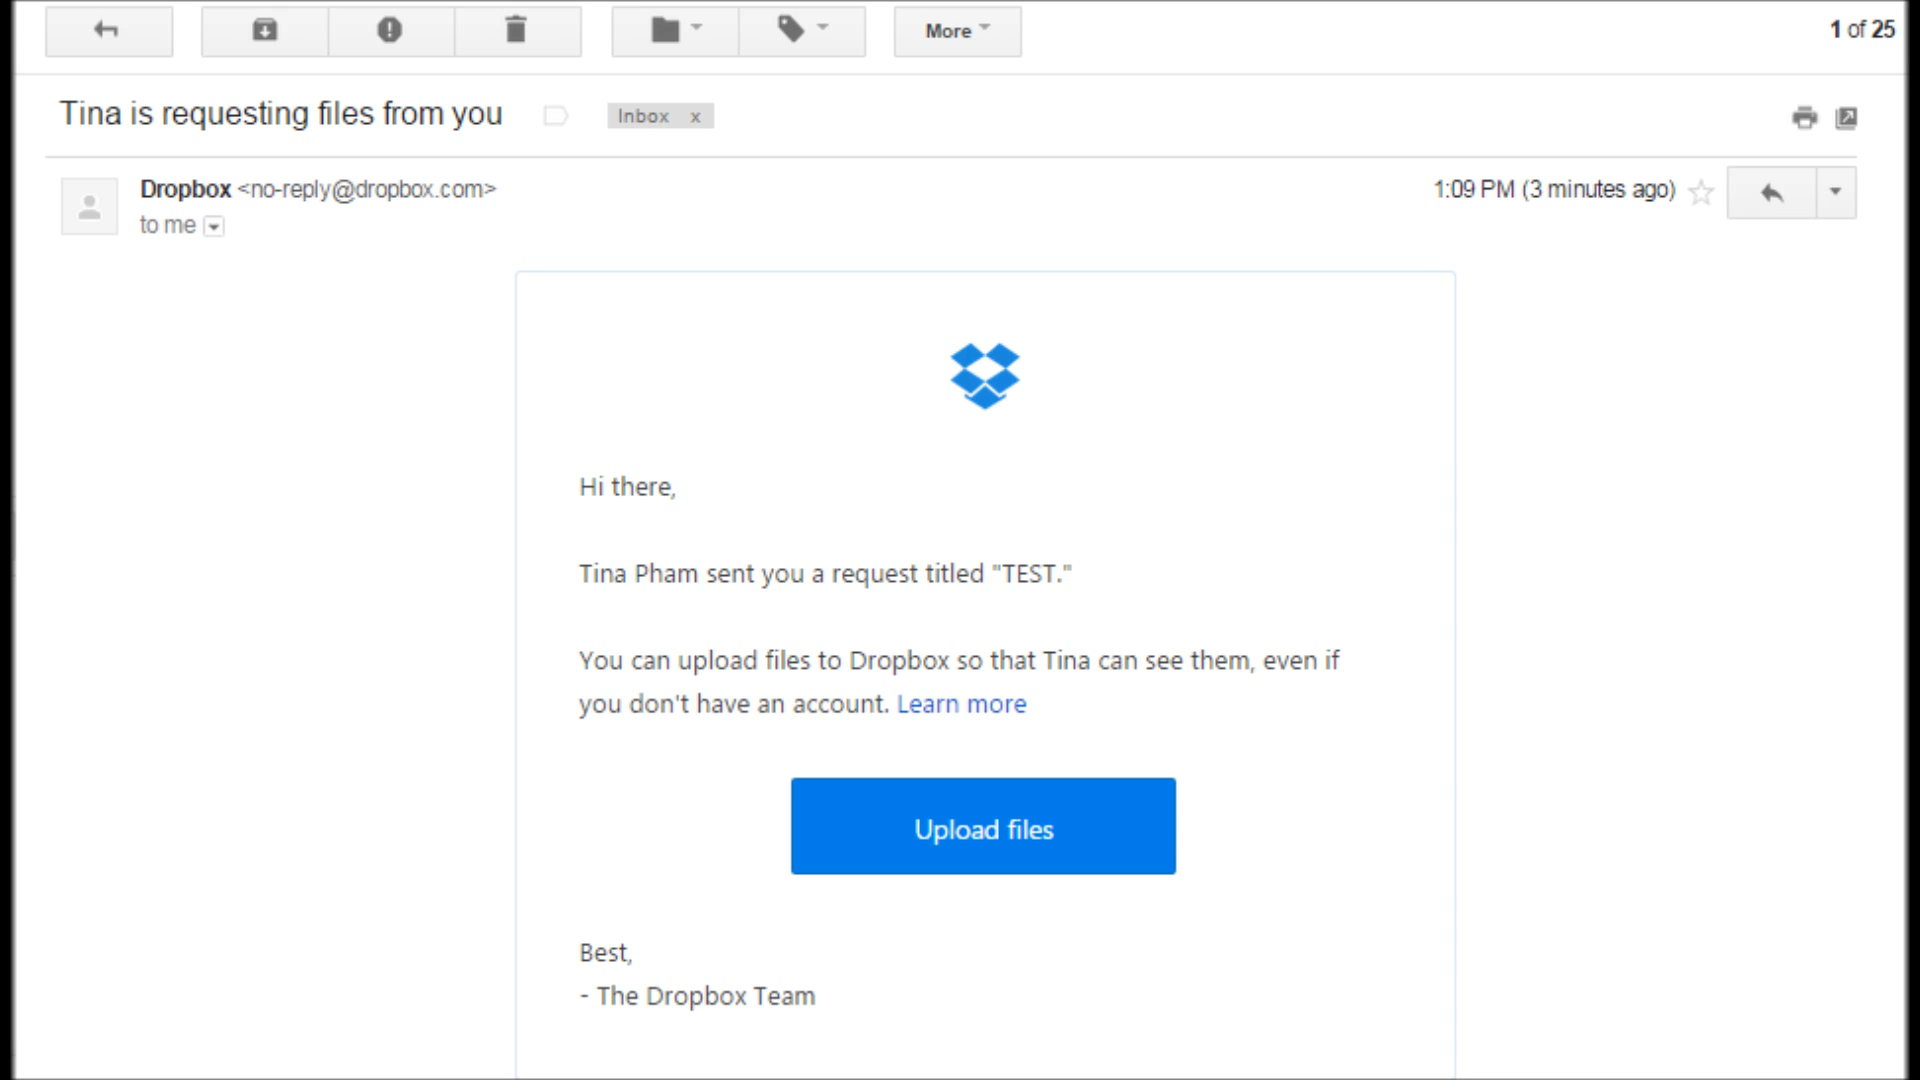 More
1 of 25
Tina is requesting files from you
Inbox x
Dropbox <no-reply@dropbox.com>
1:09 PM (3 minutes ago)
to me
Hi there,
Tina Pham sent you a request titled "TEST."
You can upload files to Dropbox so that Tina can see them, even if
you don't have an account. Learn more
Upload files
Best,
- The Dropbox Team